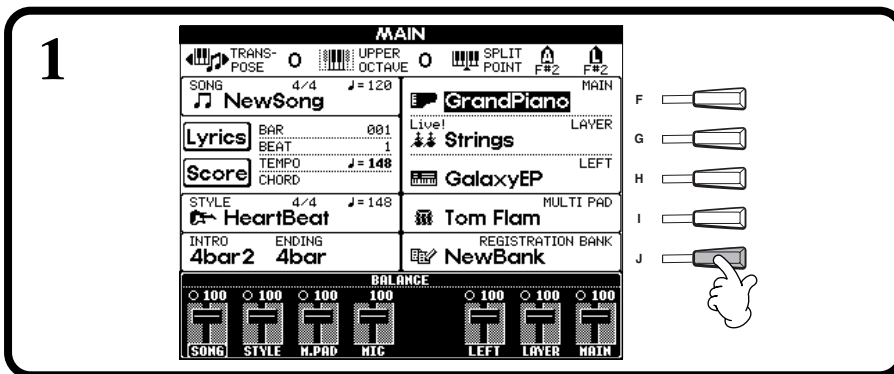 1
MAIN
TRANS-
POSE 0
UPPER
OCTAVE 0
SPLIT
POINT
A
F#2
L
F#2
SONG 4/4 ♩=120
NewSong
MAIN
GrandPiano
F
Lyrics
BAR 001
BEAT 1
Live! LAYER
Strings
G
Score
TEMPO ♩=148
CHORD
LEFT
GalaxyEP
H
STYLE 4/4 ♩=148
HeartBeat
MULTI PAD
Tom Flam
I
INTRO ENDING
4bar2 4bar
REGISTRATION BANK
NewBank
J
BALANCE
100 100 100 100 100 100 100
SONG STYLE M.PAD MIC LEFT LAYER MAIN